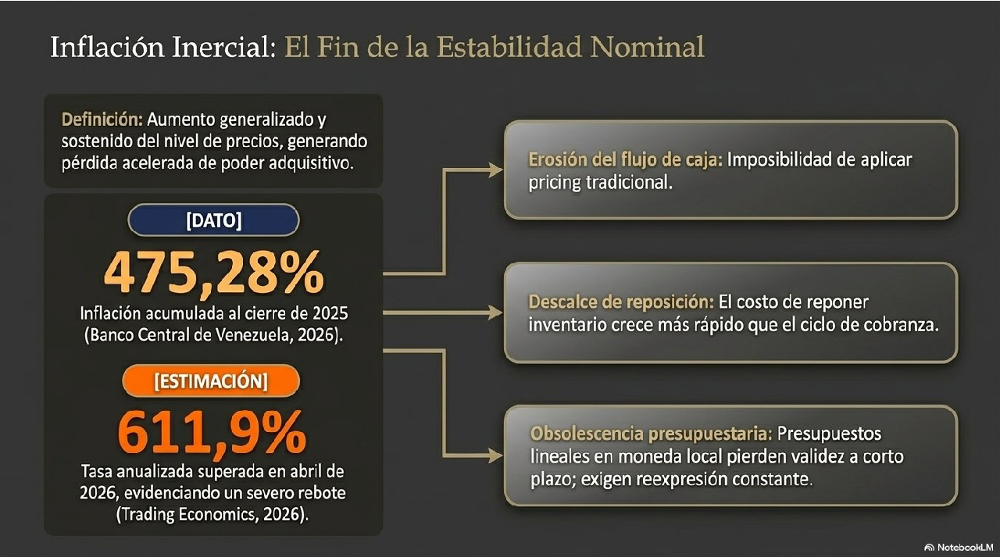 Inflación Inercial: El Fin de la Estabilidad Nominal
Definición: Aumento generalizado y
sostenido del nivel de precios, generando
pérdida acelerada de poder adquisitivo.
[DATO]
475,28%
Inflación acumulada al cierre de 2025
(Banco Central de Venezuela, 2026).
[ESTIMACIÓN]
611,9%
Tasa anualizada superada en abril de
2026, evidenciando un severo rebote
(Trading Economics, 2026).
Erosión del flujo de caja: Imposibilidad de aplicar
pricing tradicional.
Descalce de reposición: El costo de reponer
inventario crece más rápido que el ciclo de cobranza.
Obsolescencia presupuestaria: Presupuestos
lineales en moneda local pierden validez a corto
plazo; exigen reexpresión constante.
NotebookLM